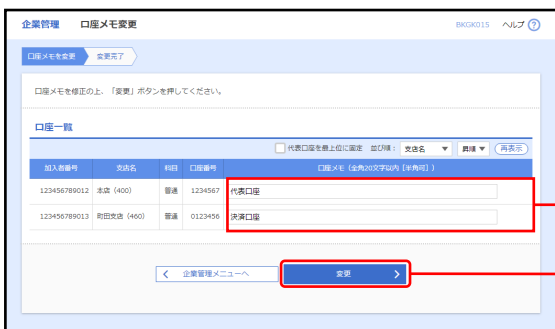 企業管理 口座メモ変更 BKGK015 ヘルプ ?
口座メモを変更 変更完了
口座メモを修正の上、「変更」ボタンを押してください。
口座一覧
代表口座を最上位に固定 並び順： 支店名 ▼ 昇順 ▼ 再表示
加入者番号 支店名 科目 口座番号 口座メモ（全角20文字以内［半角可］）
123456789012 本店（400） 普通 1234567 代表口座
123456789013 町田支店（460） 普通 0123456 決済口座
企業管理メニューへ 変更